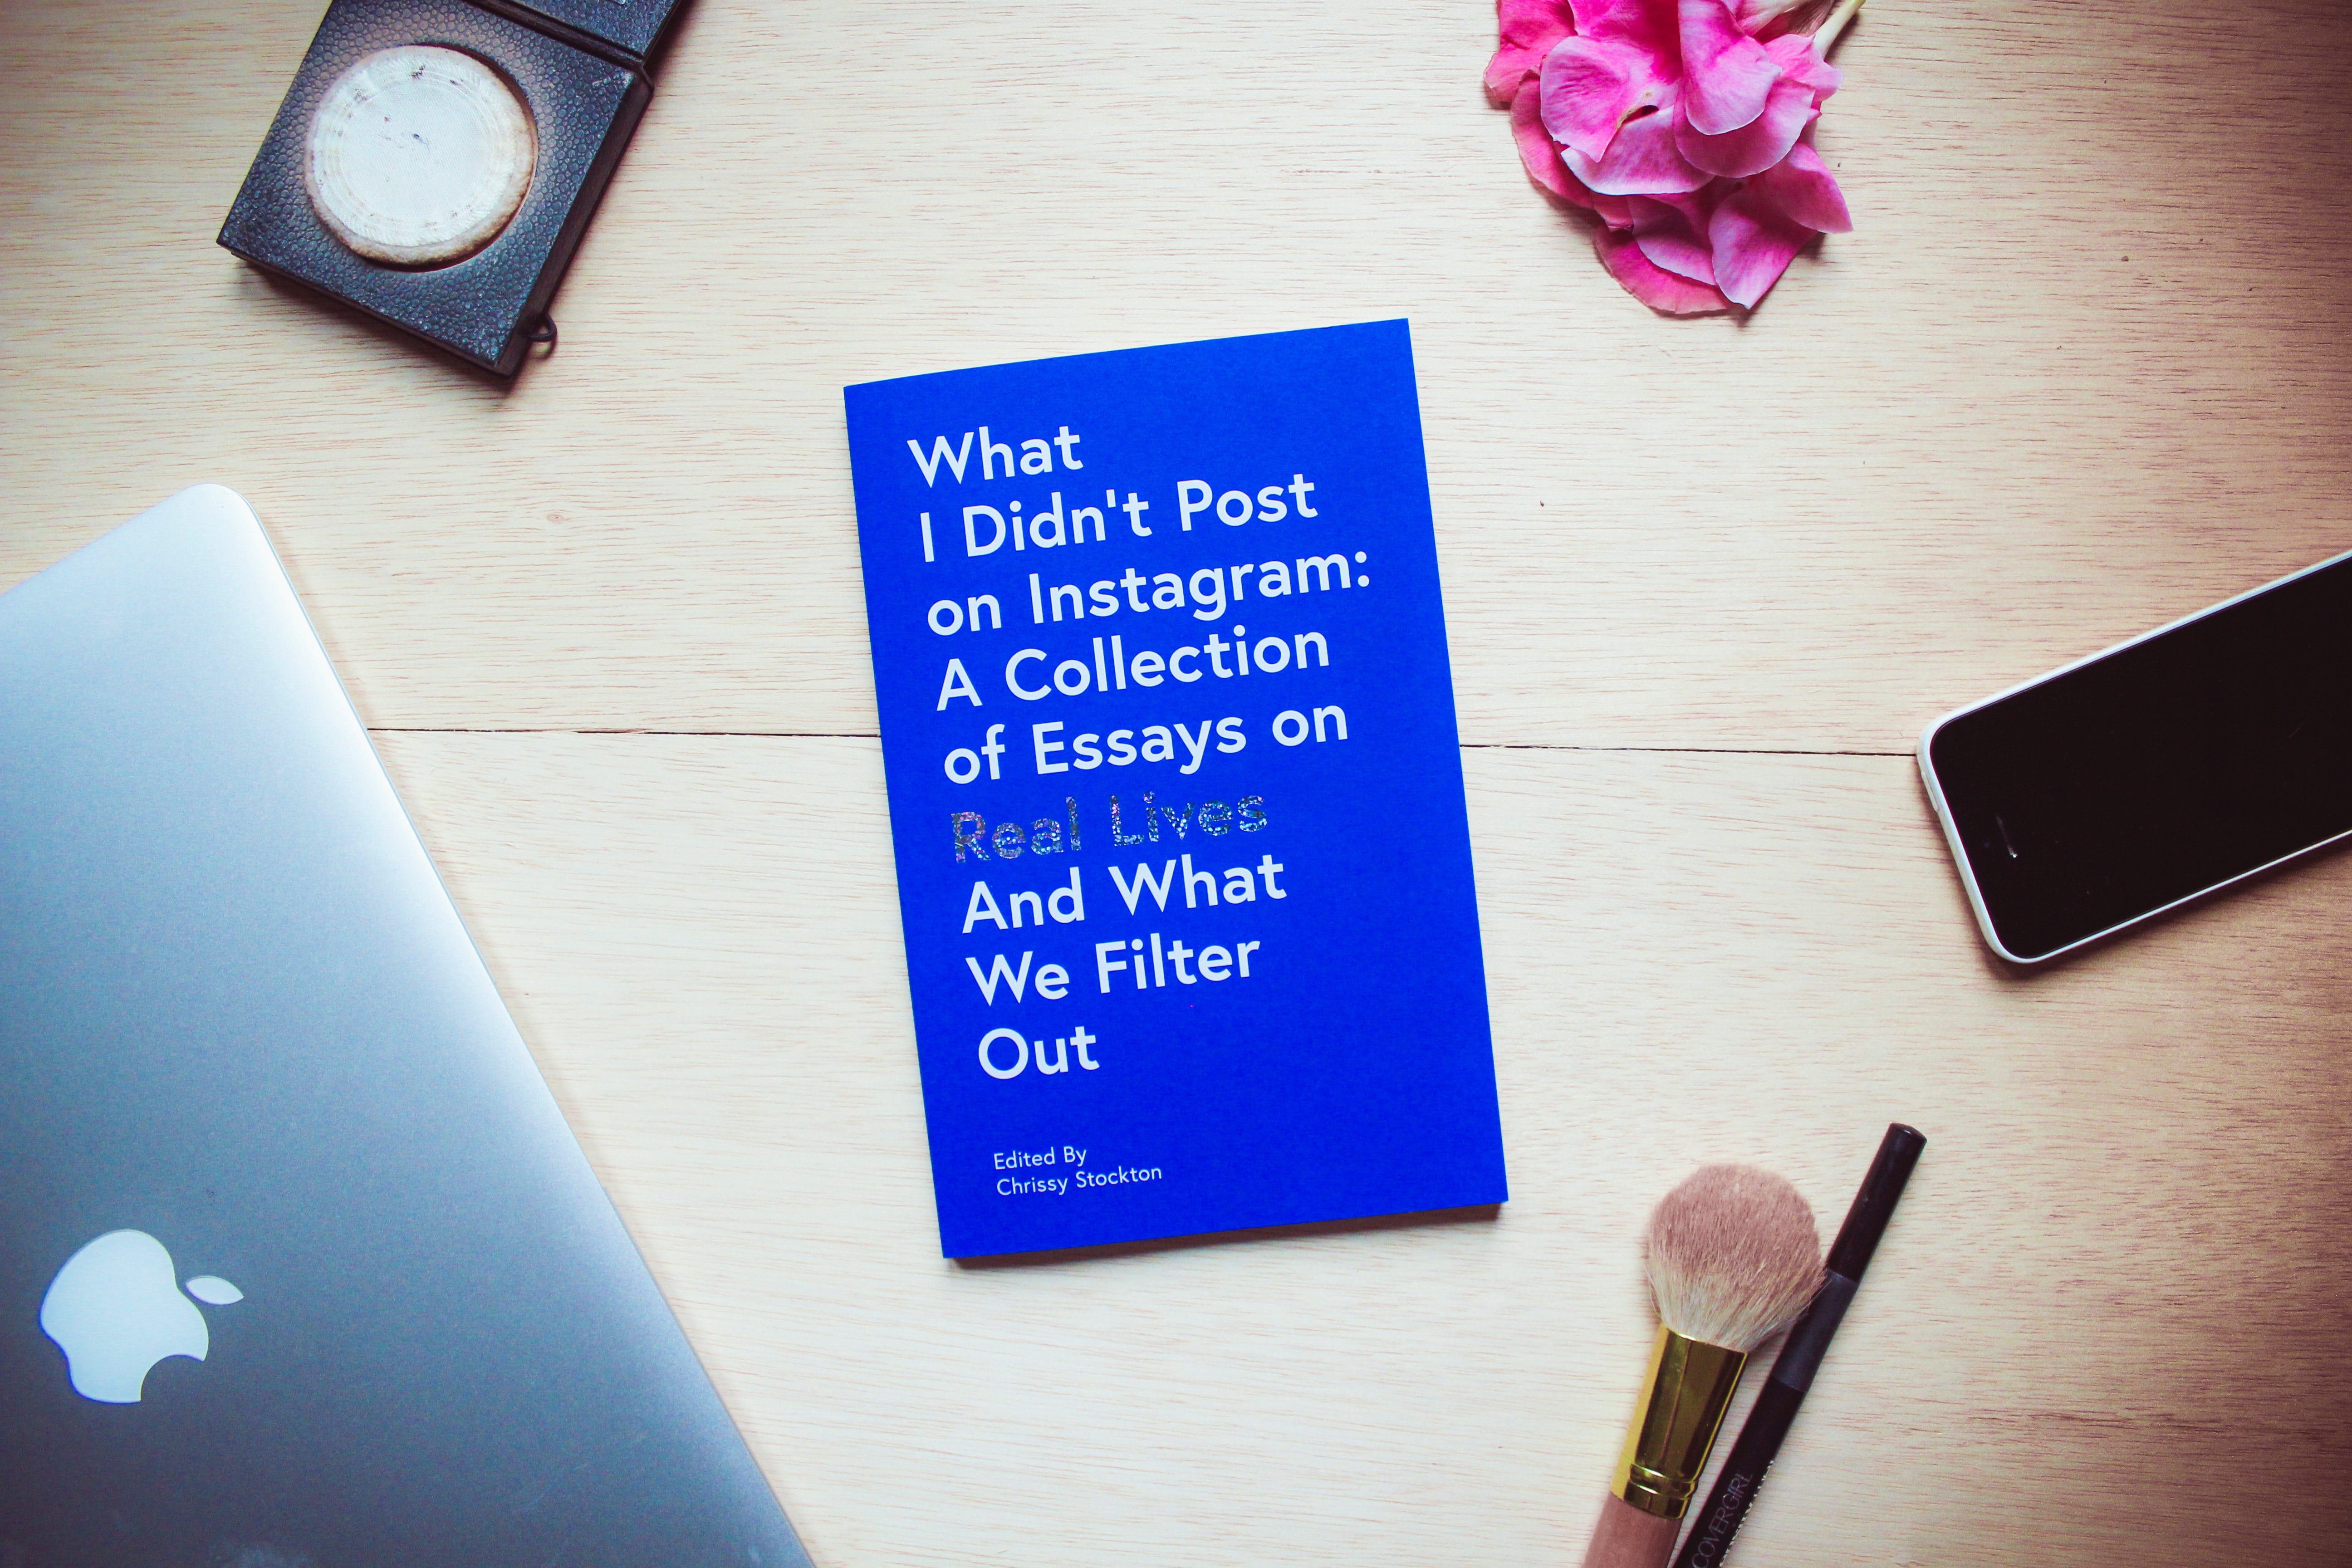 What
I Didn't Post
on Instagram:
A Collection
of Essays on
Real Lives
And What
We Filter
Out
Edited By
Chrissy Stockton
COVERGIRL